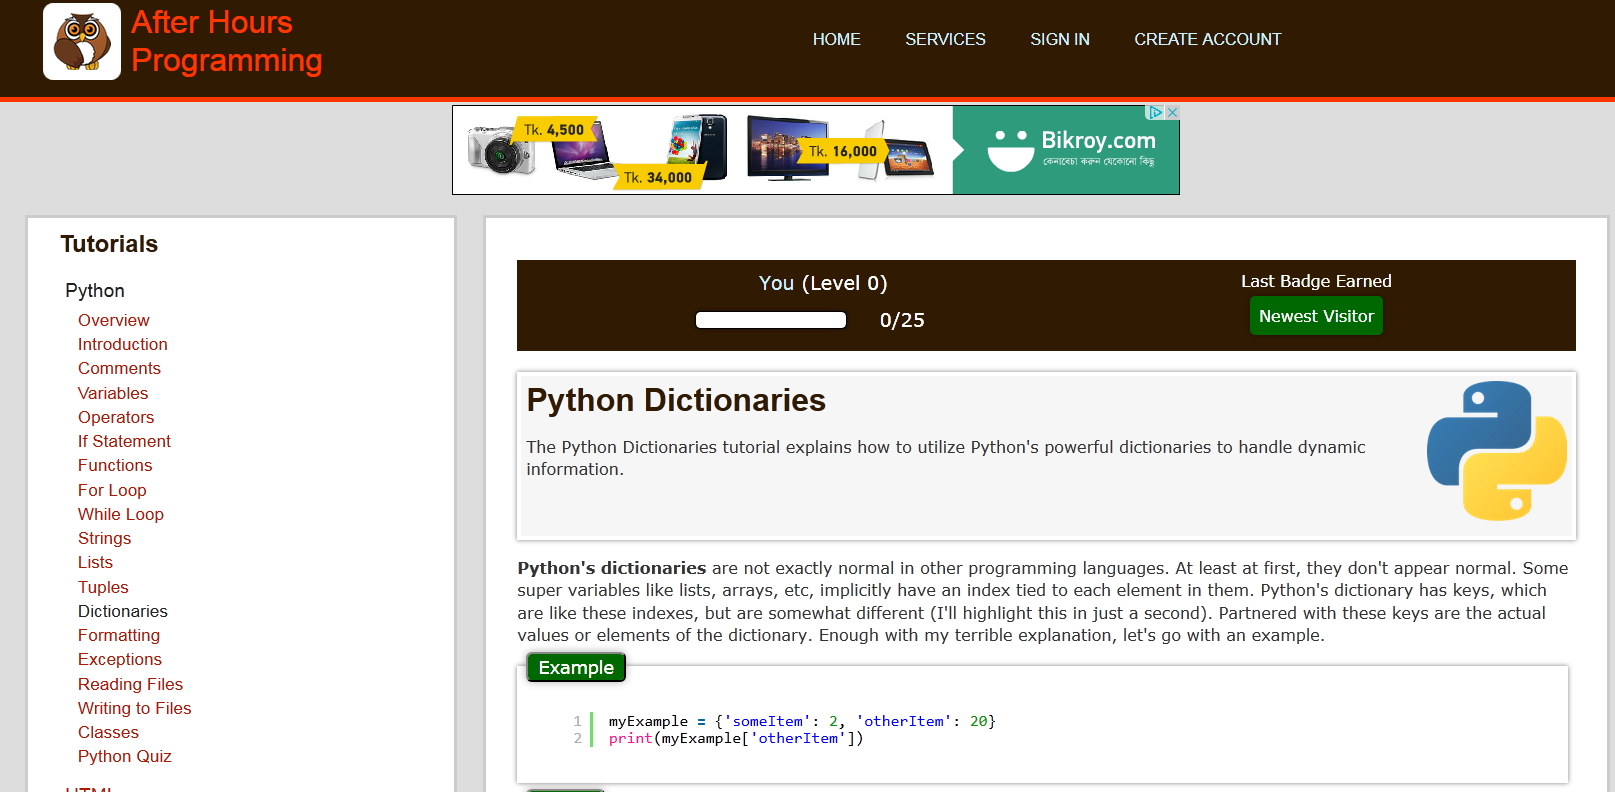 After Hours
Programming
HOME
SERVICES
SIGN IN
CREATE ACCOUNT
Tk. 4,500
Tk. 34,000
Tk. 16,000
Bikroy.com
কেনাবেচা করুন যেকোনো কিছু
Tutorials
Python
Overview
Introduction
Comments
Variables
Operators
If Statement
Functions
For Loop
While Loop
Strings
Lists
Tuples
Dictionaries
Formatting
Exceptions
Reading Files
Writing to Files
Classes
Python Quiz
HTML
You (Level 0)
0/25
Last Badge Earned
Newest Visitor
Python Dictionaries
The Python Dictionaries tutorial explains how to utilize Python's powerful dictionaries to handle dynamic
information.
Python's dictionaries are not exactly normal in other programming languages. At least at first, they don't appear normal. Some
super variables like lists, arrays, etc, implicitly have an index tied to each element in them. Python's dictionary has keys, which
are like these indexes, but are somewhat different (I'll highlight this in just a second). Partnered with these keys are the actual
values or elements of the dictionary. Enough with my terrible explanation, let's go with an example.
Example
1 myExample = {'someItem': 2, 'otherItem': 20}
2 print(myExample['otherItem'])